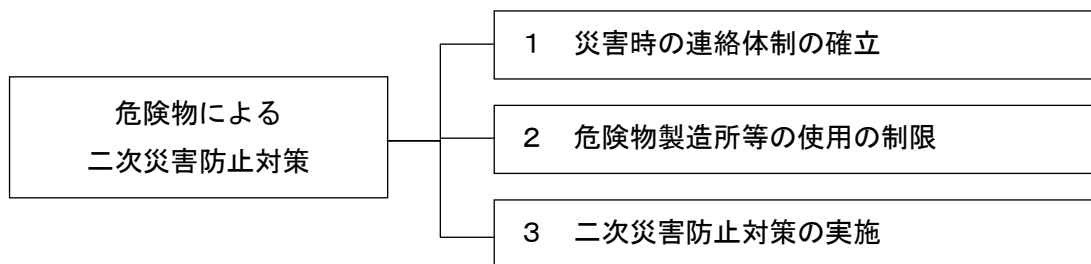 危険物による
二次災害防止対策
１　災害時の連絡体制の確立
２　危険物製造所等の使用の制限
３　二次災害防止対策の実施